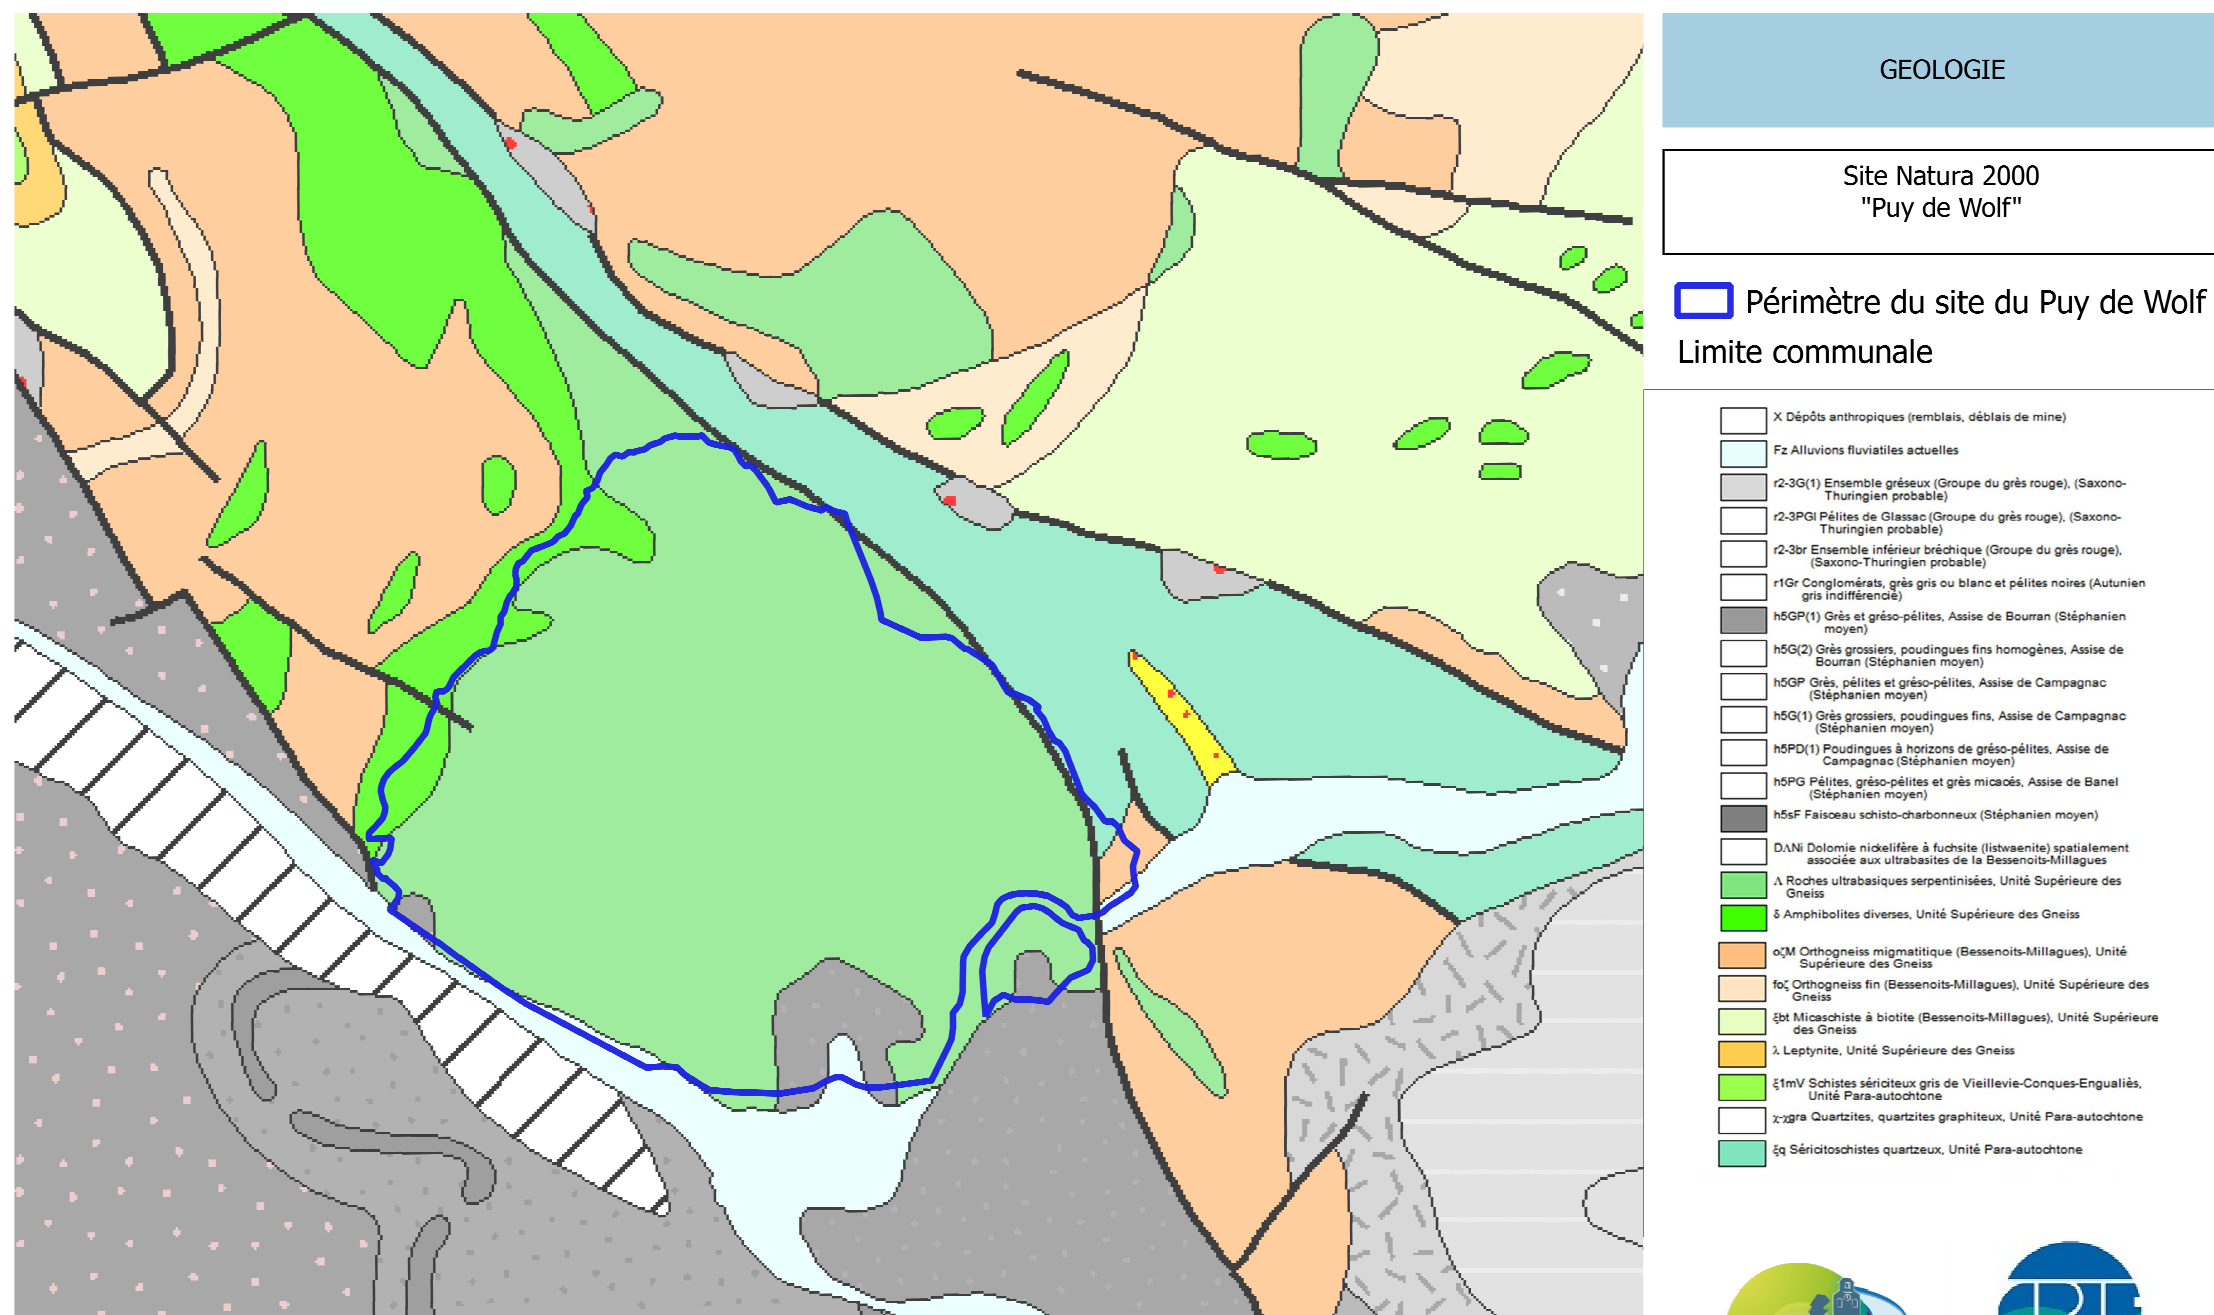 GEOLOGIE
Site Natura 2000
"Puy de Wolf"
Périmètre du site du Puy de Wolf
Limite communale
X Dépôts anthropiques (remblais, déblais de mine)
Fz Alluvions fluviatiles actuelles
r2-3G(1) Ensemble gréseux (Groupe du grès rouge), (Saxono-
Thuringien probable)
r2-3PGl Pélites de Glassac (Groupe du grès rouge), (Saxono-
Thuringien probable)
r2-3br Ensemble inférieur bréchique (Groupe du grès rouge),
(Saxono-Thuringien probable)
r1Gr Conglomérats, grès gris ou blanc et pélites noires (Autunien
gris indifférencié)
h5GP(1) Grès et gréso-pélites, Assise de Bourran (Stéphanien
moyen)
h5G(2) Grès grossiers, poudingues fins homogènes, Assise de
Bourran (Stéphanien moyen)
h5GP Grès, pélites et gréso-pélites, Assise de Campagnac
(Stéphanien moyen)
h5G(1) Grès grossiers, poudingues fins, Assise de Campagnac
(Stéphanien moyen)
h5PD(1) Poudingues à horizons de gréso-pélites, Assise de
Campagnac (Stéphanien moyen)
h5PG Pélites, gréso-pélites et grès micacés, Assise de Banel
(Stéphanien moyen)
h5sF Faisceau schisto-charbonneux (Stéphanien moyen)
DΛNi Dolomie nickelifère à fuchsite (listwaenite) spatialement
associée aux ultrabasites de la Bessenoits-Millagues
Λ Roches ultrabasiques serpentinisées, Unité Supérieure des
Gneiss
δ Amphibolites diverses, Unité Supérieure des Gneiss
oζM Orthogneiss migmatitique (Bessenoits-Millagues), Unité
Supérieure des Gneiss
foζ Orthogneiss fin (Bessenoits-Millagues), Unité Supérieure des
Gneiss
ξbt Micaschiste à biotite (Bessenoits-Millagues), Unité Supérieure
des Gneiss
λ Leptynite, Unité Supérieure des Gneiss
ξ1mV Schistes sériciteux gris de Vieillevie-Conques-Engualiès,
Unité Para-autochtone
χ-χgra Quartzites, quartzites graphiteux, Unité Para-autochtone
ξq Séricitoschistes quartzeux, Unité Para-autochtone